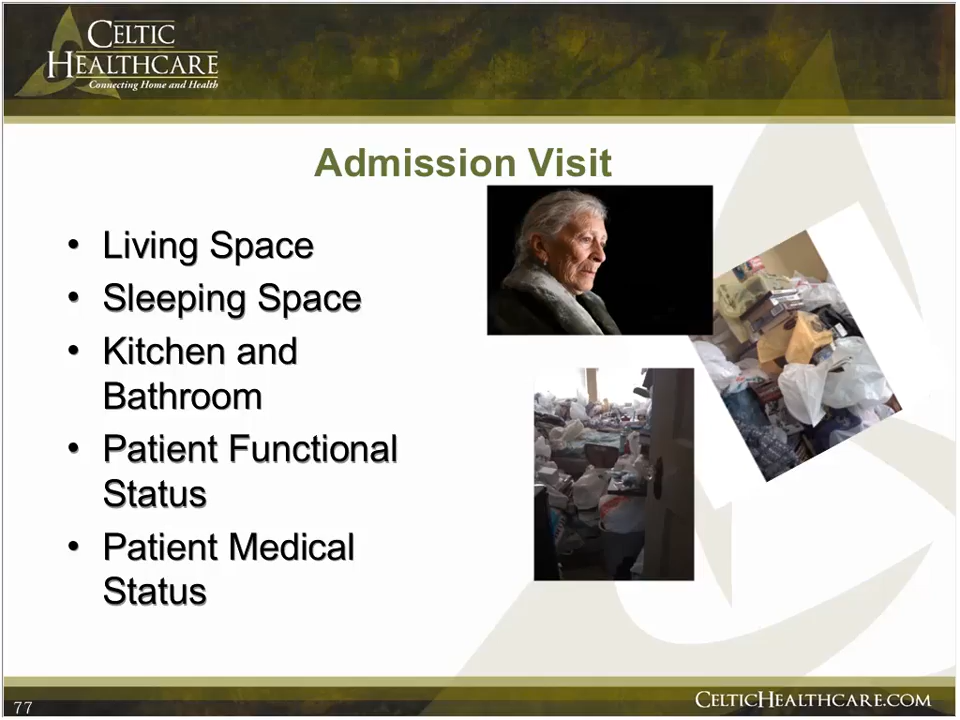 CELTIC
HEALTHCARE
Connecting Home and Health
Admission Visit
• Living Space
• Sleeping Space
• Kitchen and
Bathroom
• Patient Functional
Status
• Patient Medical
Status
77
CELTICHEALTHCARE.COM